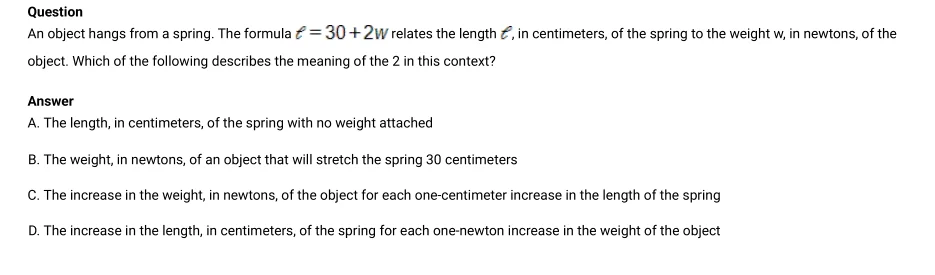 Question
An object hangs from a spring. The formula ℓ = 30 + 2w relates the length ℓ, in centimeters, of the spring to the weight w, in newtons, of the
object. Which of the following describes the meaning of the 2 in this context?
Answer
A. The length, in centimeters, of the spring with no weight attached
B. The weight, in newtons, of an object that will stretch the spring 30 centimeters
C. The increase in the weight, in newtons, of the object for each one-centimeter increase in the length of the spring
D. The increase in the length, in centimeters, of the spring for each one-newton increase in the weight of the object